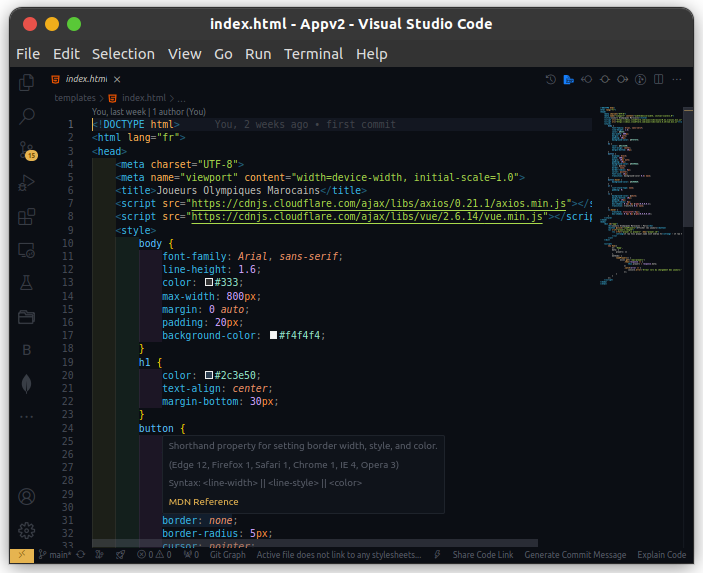 index.html - Appv2 - Visual Studio Code
File Edit Selection View Go Run Terminal Help
index.html
templates > index.html > ...
You, last week | 1 author (You)
1 <!DOCTYPE html> You, 2 weeks ago • first commit
2 <html lang="fr">
3 <head>
4 <meta charset="UTF-8">
5 <meta name="viewport" content="width=device-width, initial-scale=1.0">
6 <title>Joueurs Olympiques Marocains</title>
7 <script src="https://cdnjs.cloudflare.com/ajax/libs/axios/0.21.1/axios.min.js"></s
8 <script src="https://cdnjs.cloudflare.com/ajax/libs/vue/2.6.14/vue.min.js"></scrip
9 <style>
10 body {
11 font-family: Arial, sans-serif;
12 line-height: 1.6;
13 color: #333;
14 max-width: 800px;
15 margin: 0 auto;
16 padding: 20px;
17 background-color: #f4f4f4;
18 }
19 h1 {
20 color: #2c3e50;
21 text-align: center;
22 margin-bottom: 30px;
23 }
24 button {
25
26 Shorthand property for setting border width, style, and color.
27 (Edge 12, Firefox 1, Safari 1, Chrome 1, IE 4, Opera 3)
28
29 Syntax: <line-width> || <line-style> || <color>
30 MDN Reference
31 border: none;
32 border-radius: 5px;
33 cursor: pointer;
15
B
main* 0 0 0 Git Graph Active file does not link to any stylesheets... Share Code Link Generate Commit Message Explain Code